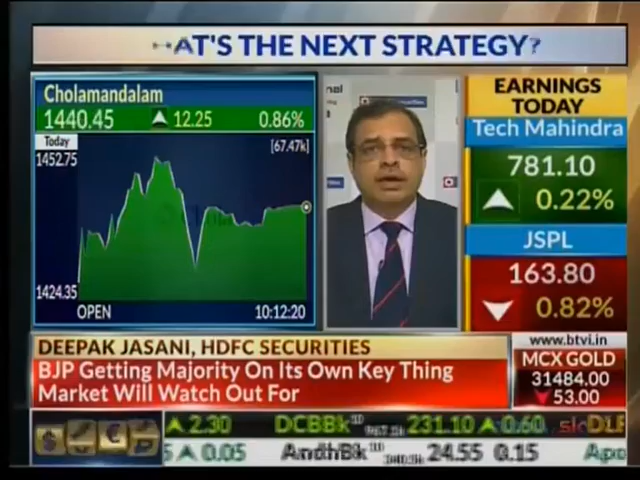 AT'S THE NEXT STRATEGY?
Cholamandalam
1440.45 12.25 0.86%
Today
1452.75
[67.47k]
1424.35
OPEN 10:12:20
EARNINGS
TODAY
Tech Mahindra
781.10
0.22%
JSPL
163.80
0.82%
DEEPAK JASANI, HDFC SECURITIES
BJP Getting Majority On Its Own Key Thing
Market Will Watch Out For
www.btvi.in
MCX GOLD
31484.00
53.00
2.30 DCBBk 231.10 0.60 DLF
5 0.05 AndhBk 24.55 0.15 Apo